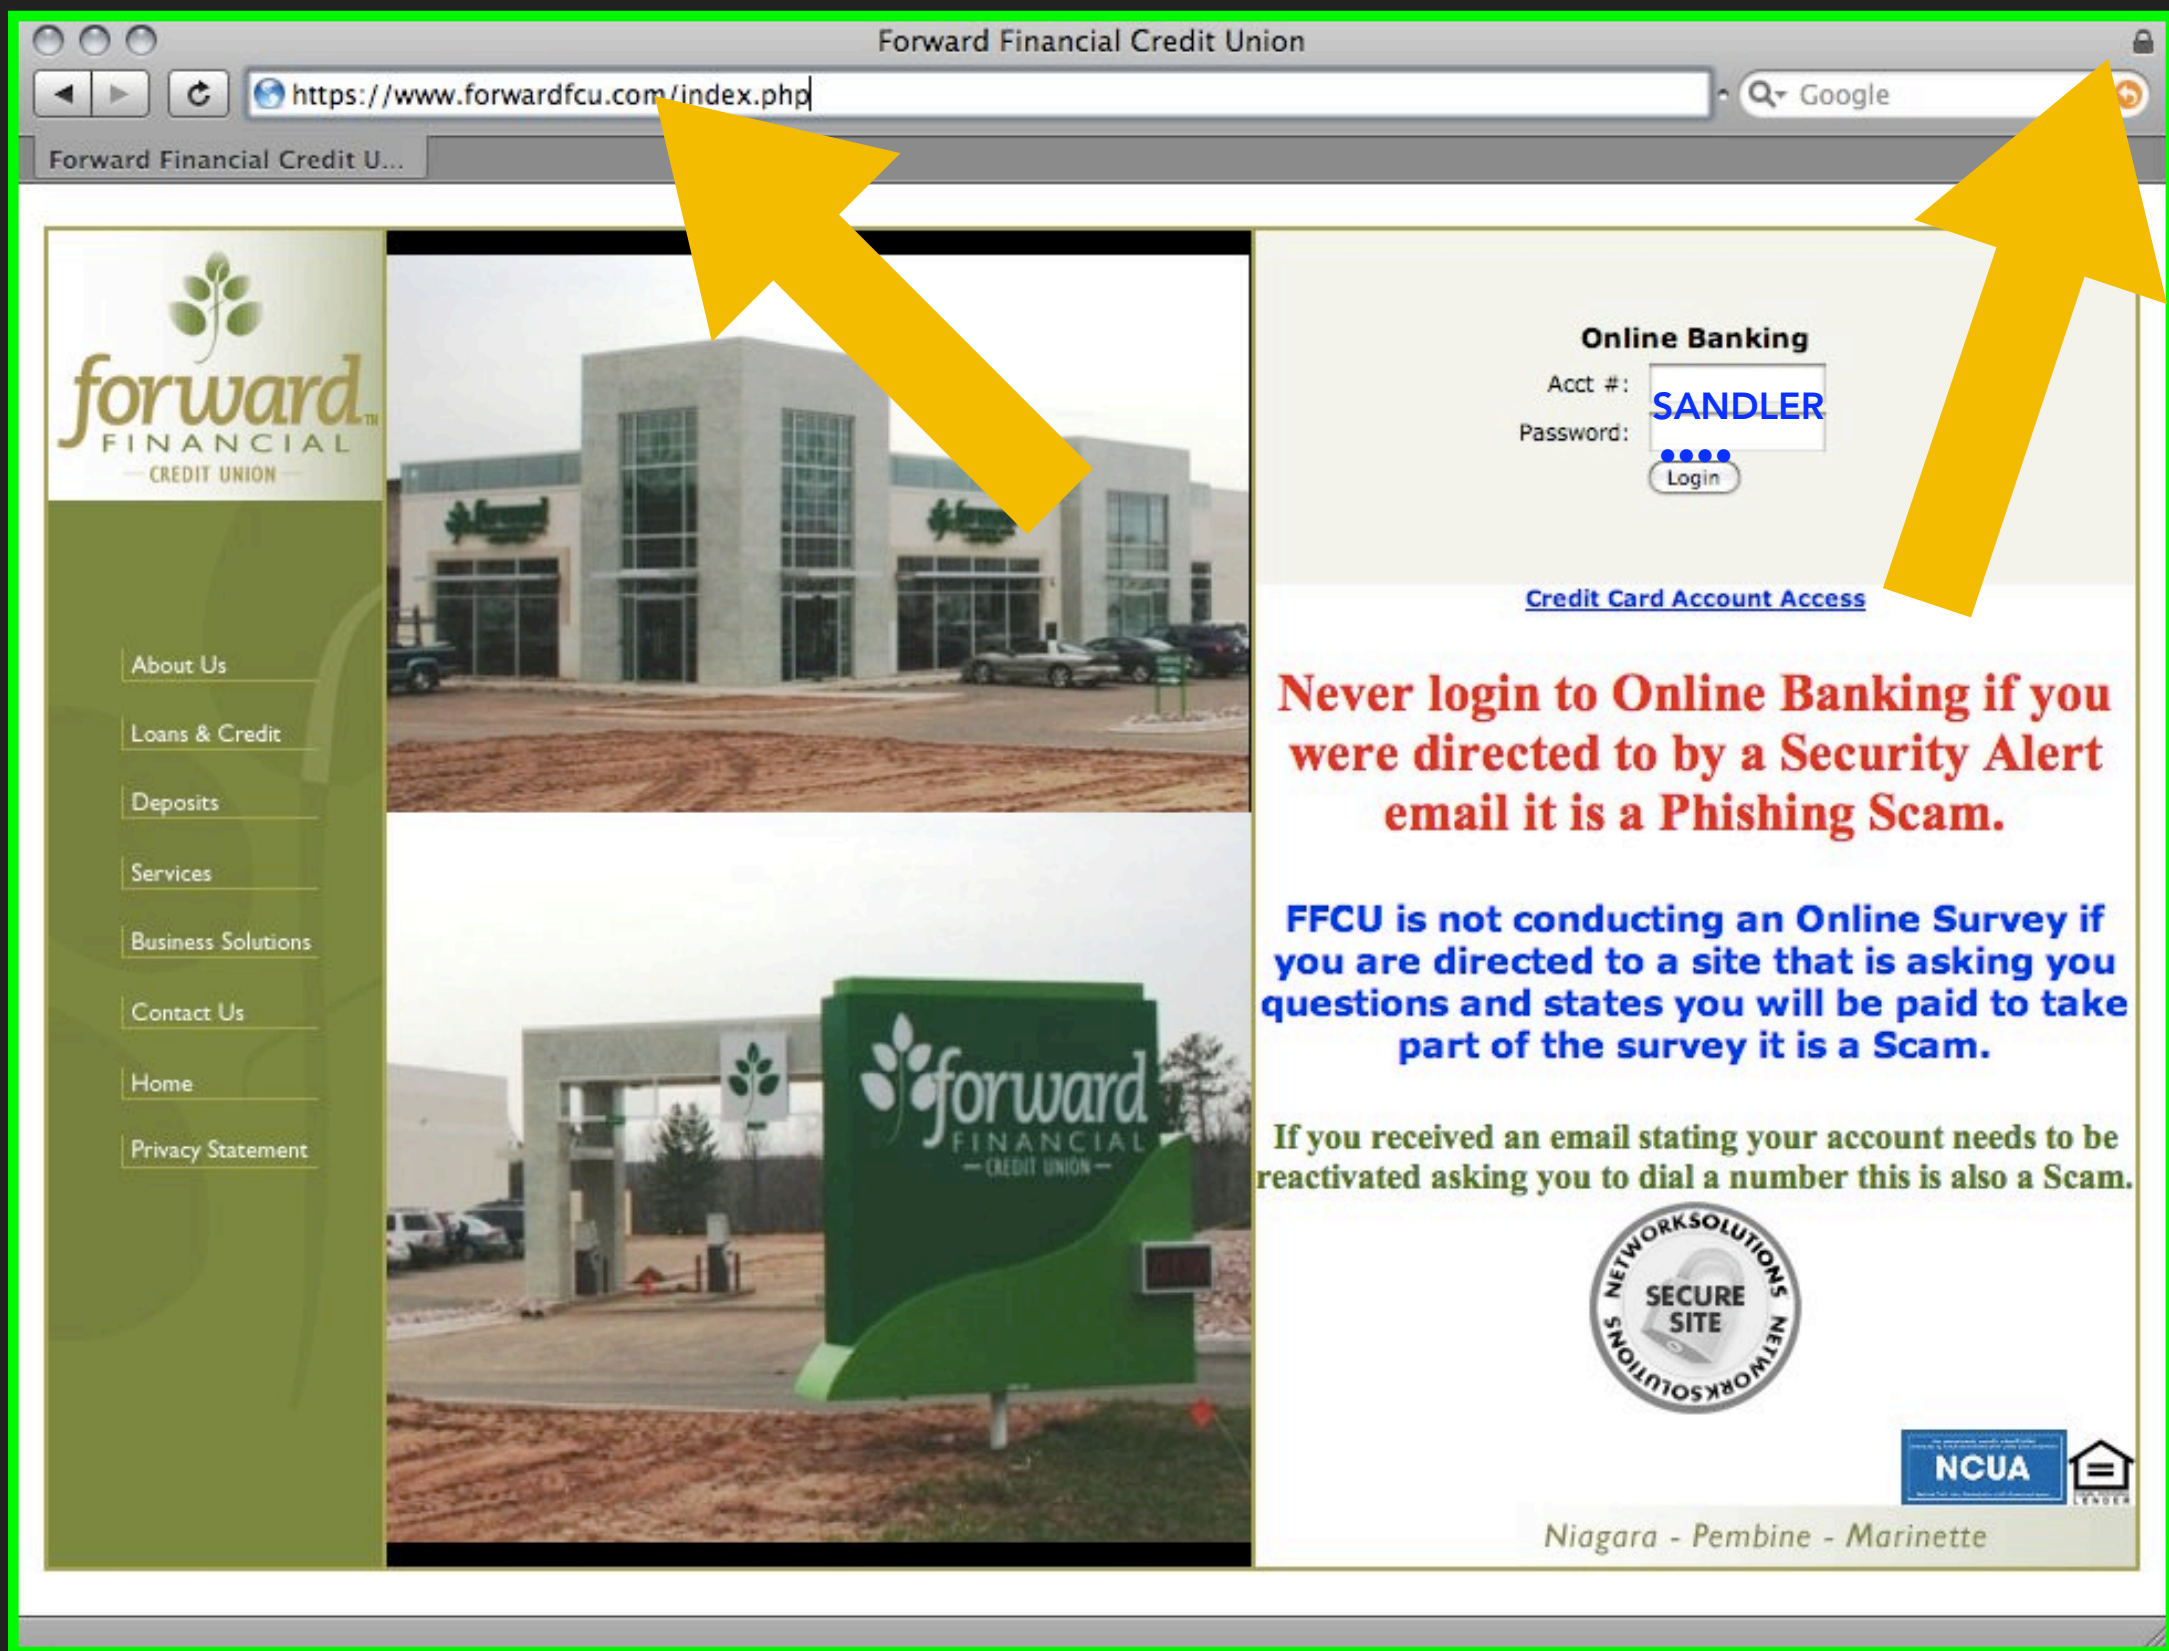 Forward Financial Credit Union
https://www.forwardfcu.com/index.php
Google
Forward Financial Credit U...
forward TM
FINANCIAL
CREDIT UNION
About Us
Loans & Credit
Deposits
Services
Business Solutions
Contact Us
Home
Privacy Statement
forward
forward
forward
FINANCIAL
CREDIT UNION
Online Banking
Acct #:
SANDLER
Password:
••••
Login
Credit Card Account Access
Never login to Online Banking if you
were directed to by a Security Alert
email it is a Phishing Scam.
FFCU is not conducting an Online Survey if
you are directed to a site that is asking you
questions and states you will be paid to take
part of the survey it is a Scam.
If you received an email stating your account needs to be
reactivated asking you to dial a number this is also a Scam.
NETWORKSOLUTIONS
SECURE
SITE
NETWORKSOLUTIONS
NCUA
LENDER
Niagara - Pembine - Marinette